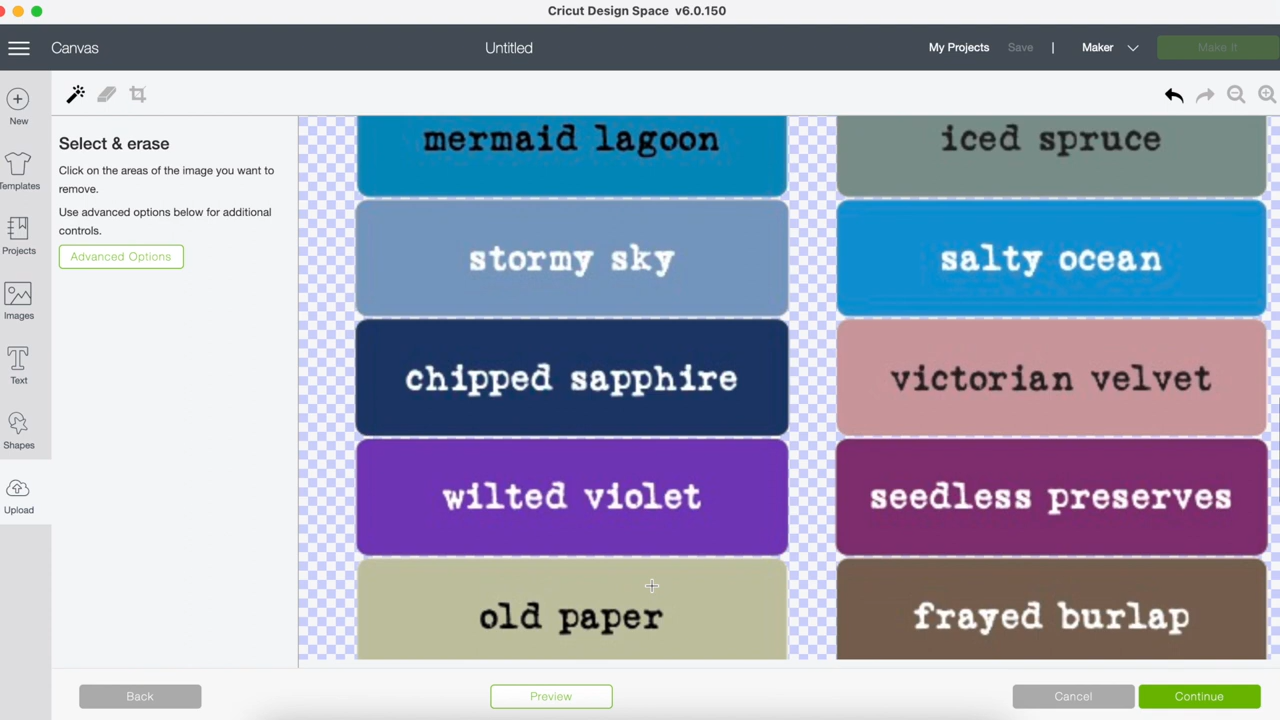 Cricut Design Space v6.0.150
Canvas
Untitled
My Projects
Save
|
Maker
Make It
New
Templates
Projects
Images
Text
Shapes
Upload
Select & erase
Click on the areas of the image you want to
remove.
Use advanced options below for additional
controls.
Advanced Options
mermaid lagoon
iced spruce
stormy sky
salty ocean
chipped sapphire
victorian velvet
wilted violet
seedless preserves
old paper
frayed burlap
Back
Preview
Cancel
Continue